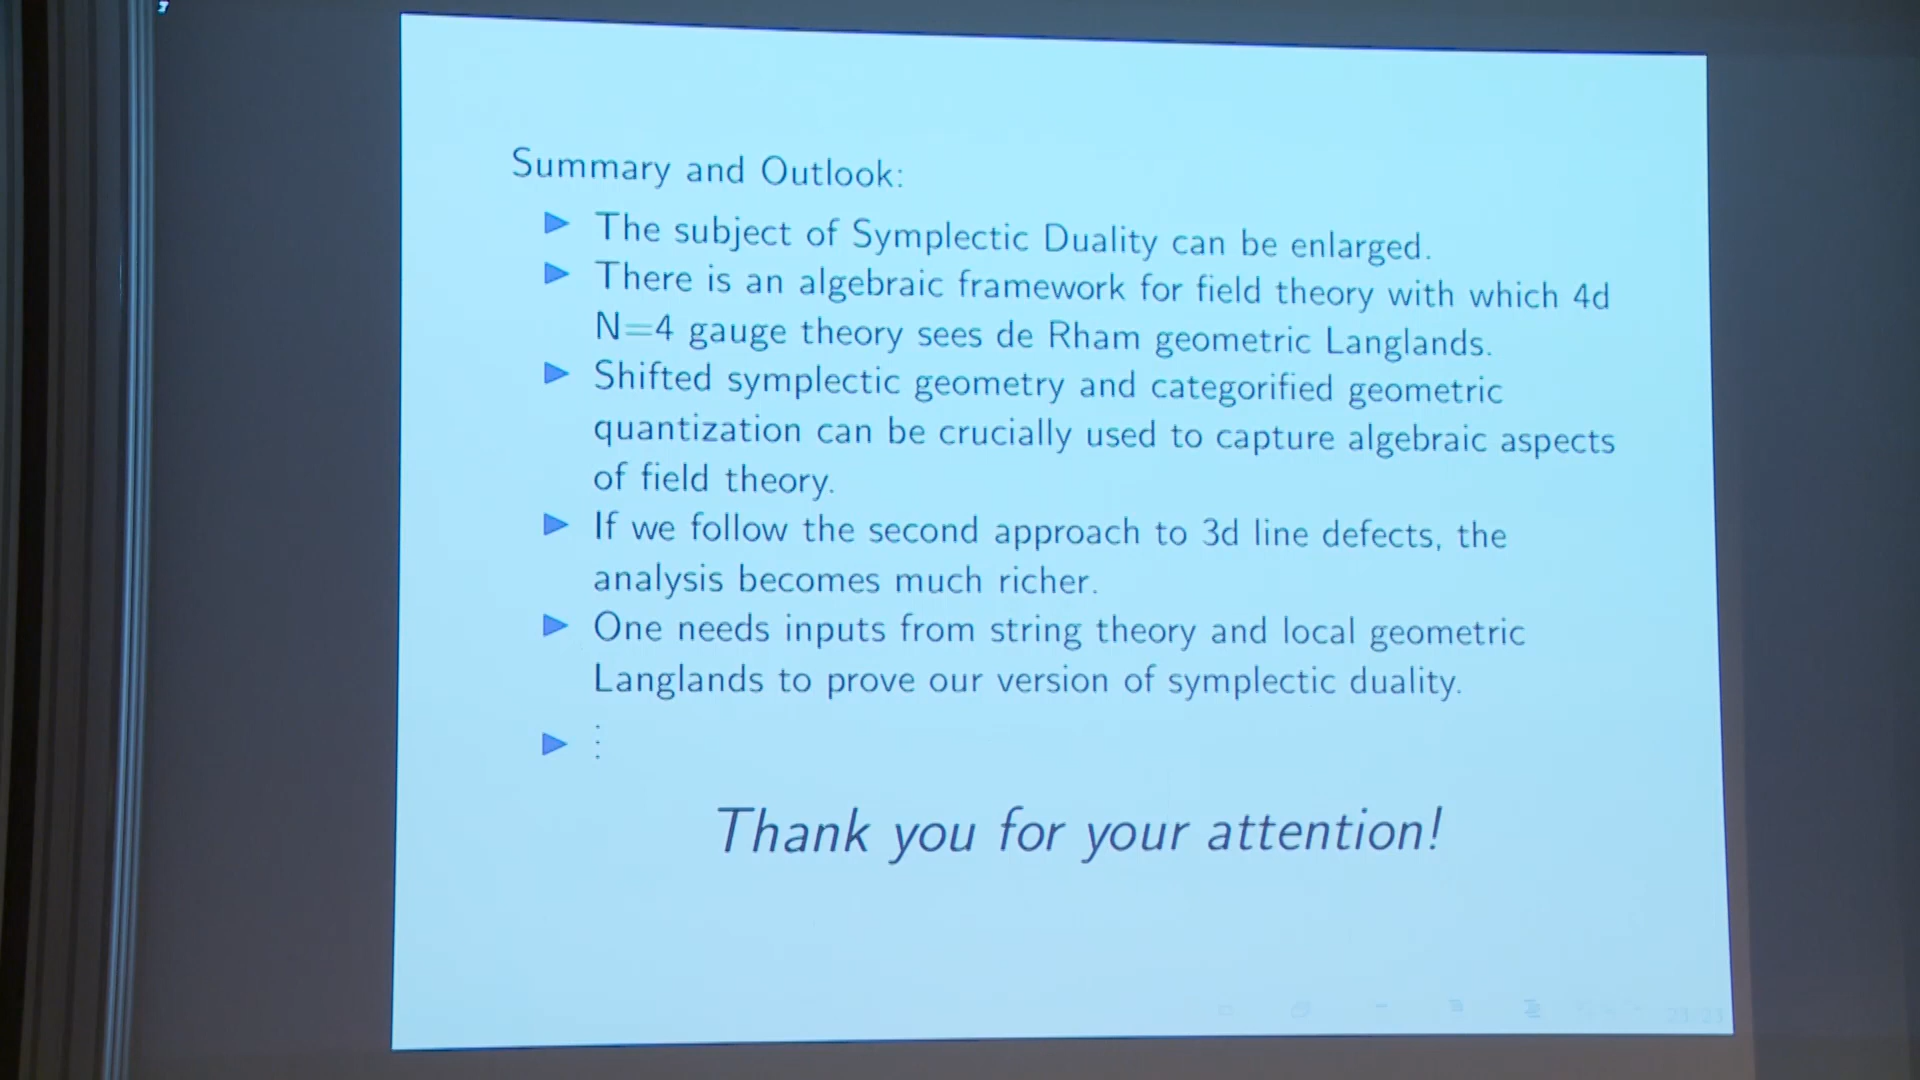 Summary and Outlook:
▶ The subject of Symplectic Duality can be enlarged.
▶ There is an algebraic framework for field theory with which 4d
N=4 gauge theory sees de Rham geometric Langlands.
▶ Shifted symplectic geometry and categorified geometric
quantization can be crucially used to capture algebraic aspects
of field theory.
▶ If we follow the second approach to 3d line defects, the
analysis becomes much richer.
▶ One needs inputs from string theory and local geometric
Langlands to prove our version of symplectic duality.
▶ ⋮
Thank you for your attention!